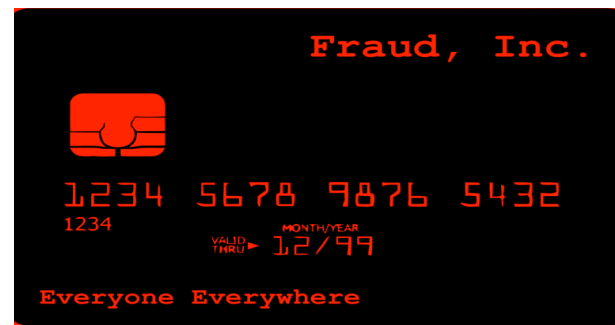 Fraud, Inc.
1234 5678 9876 5432
1234
MONTH/YEAR
VALID THRU 12/99
Everyone Everywhere